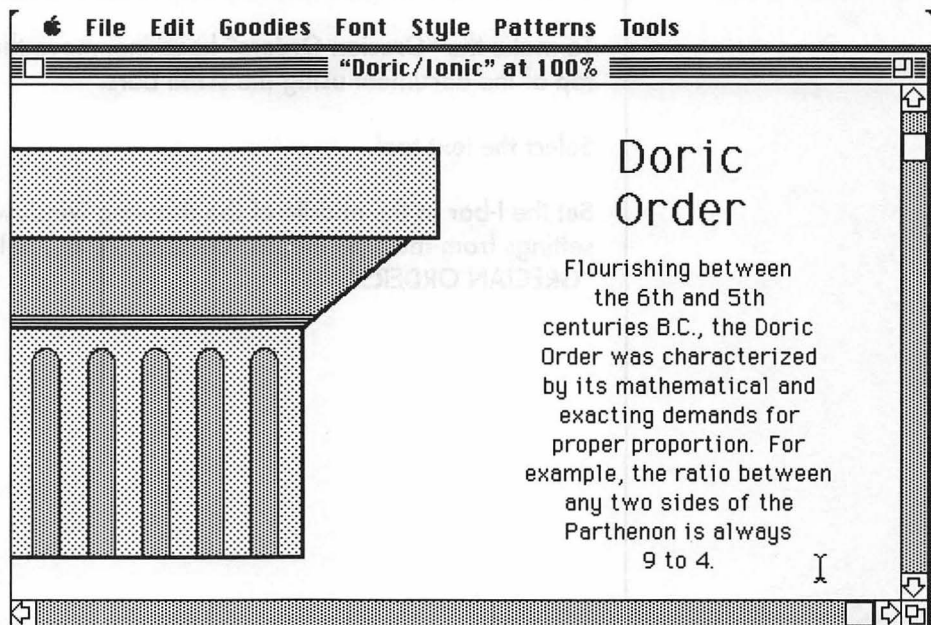 File Edit Goodies Font Style Patterns Tools
“Doric/Ionic” at 100%
Doric
Order
Flourishing between
the 6th and 5th
centuries B.C., the Doric
Order was characterized
by its mathematical and
exacting demands for
proper proportion. For
example, the ratio between
any two sides of the
Parthenon is always
9 to 4.